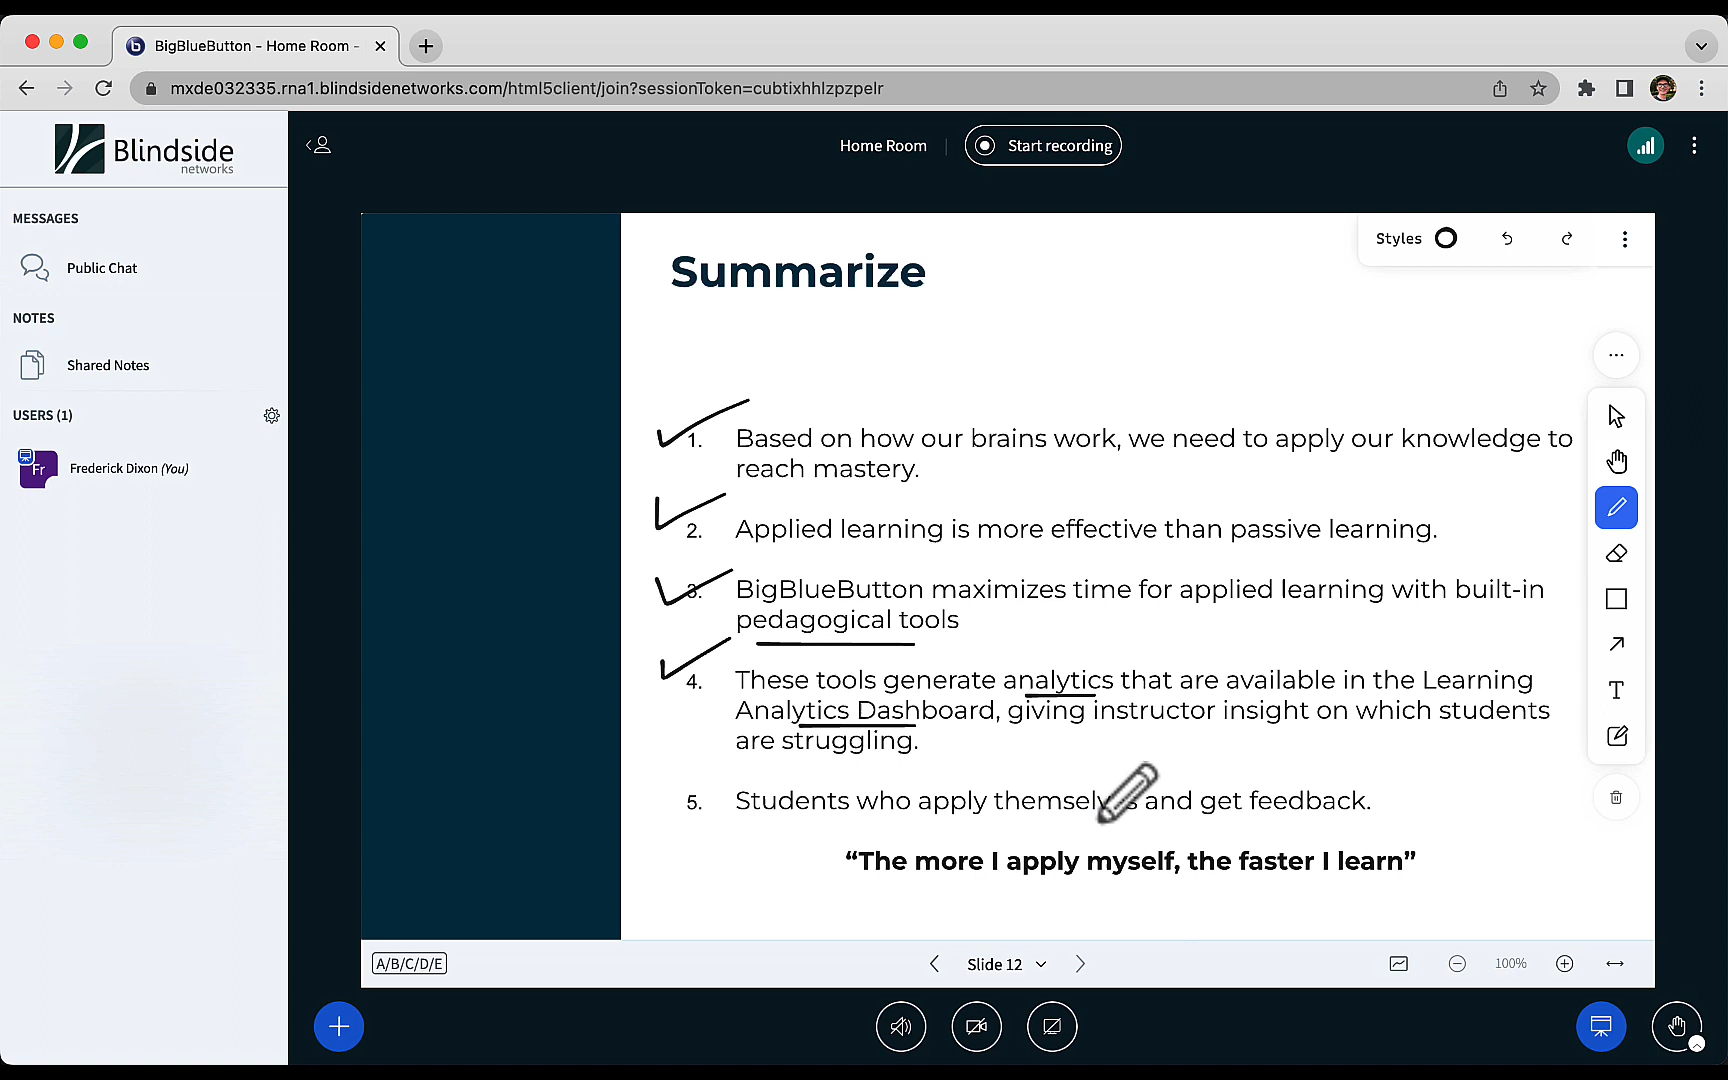 BigBlueButton - Home Room -
mxde032335.rna1.blindsidenetworks.com/html5client/join?sessionToken=cubtixhhlzpzpelr
Blindside
networks
Home Room
Start recording
MESSAGES
Public Chat
NOTES
Shared Notes
USERS (1)
Fr
Frederick Dixon (You)
Styles
Summarize
1. Based on how our brains work, we need to apply our knowledge to
reach mastery.
2. Applied learning is more effective than passive learning.
3. BigBlueButton maximizes time for applied learning with built-in
pedagogical tools
4. These tools generate analytics that are available in the Learning
Analytics Dashboard, giving instructor insight on which students
are struggling.
5. Students who apply themselves and get feedback.
“The more I apply myself, the faster I learn”
A/B/C/D/E
Slide 12
100%